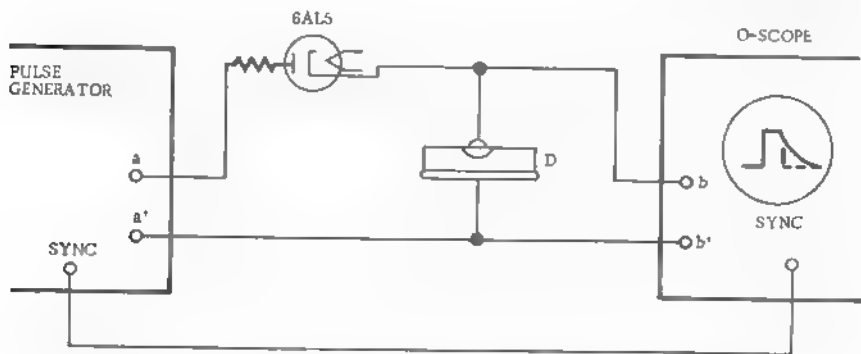 6AL5
O-SCOPE
PULSE
GENERATOR
a
D
b
a'
SYNC
b'
SYNC